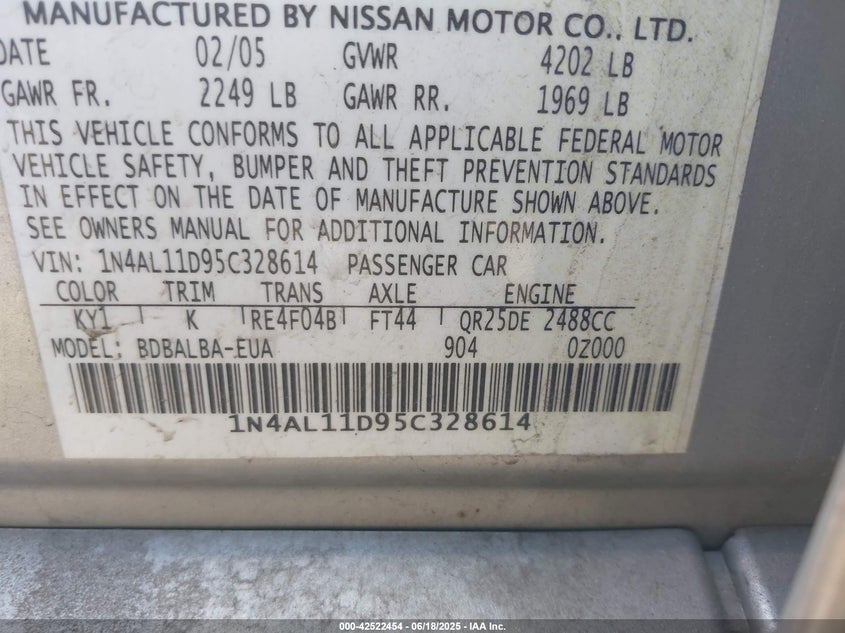 MANUFACTURED BY NISSAN MOTOR CO., LTD.
DATE 02/05 GVWR 4202 LB
GAWR FR. 2249 LB GAWR RR. 1969 LB
THIS VEHICLE CONFORMS TO ALL APPLICABLE FEDERAL MOTOR
VEHICLE SAFETY, BUMPER AND THEFT PREVENTION STANDARDS
IN EFFECT ON THE DATE OF MANUFACTURE SHOWN ABOVE.
SEE OWNERS MANUAL FOR ADDITIONAL INFORMATION.
VIN: 1N4AL11D95C328614 PASSENGER CAR
COLOR TRIM TRANS AXLE ENGINE
KY1 K RE4F04B FT44 QR25DE 2488CC
MODEL: BDBALBA-EUA 904 0Z000
1N4AL11D95C328614
000-42522454 - 06/18/2025 - IAA Inc.